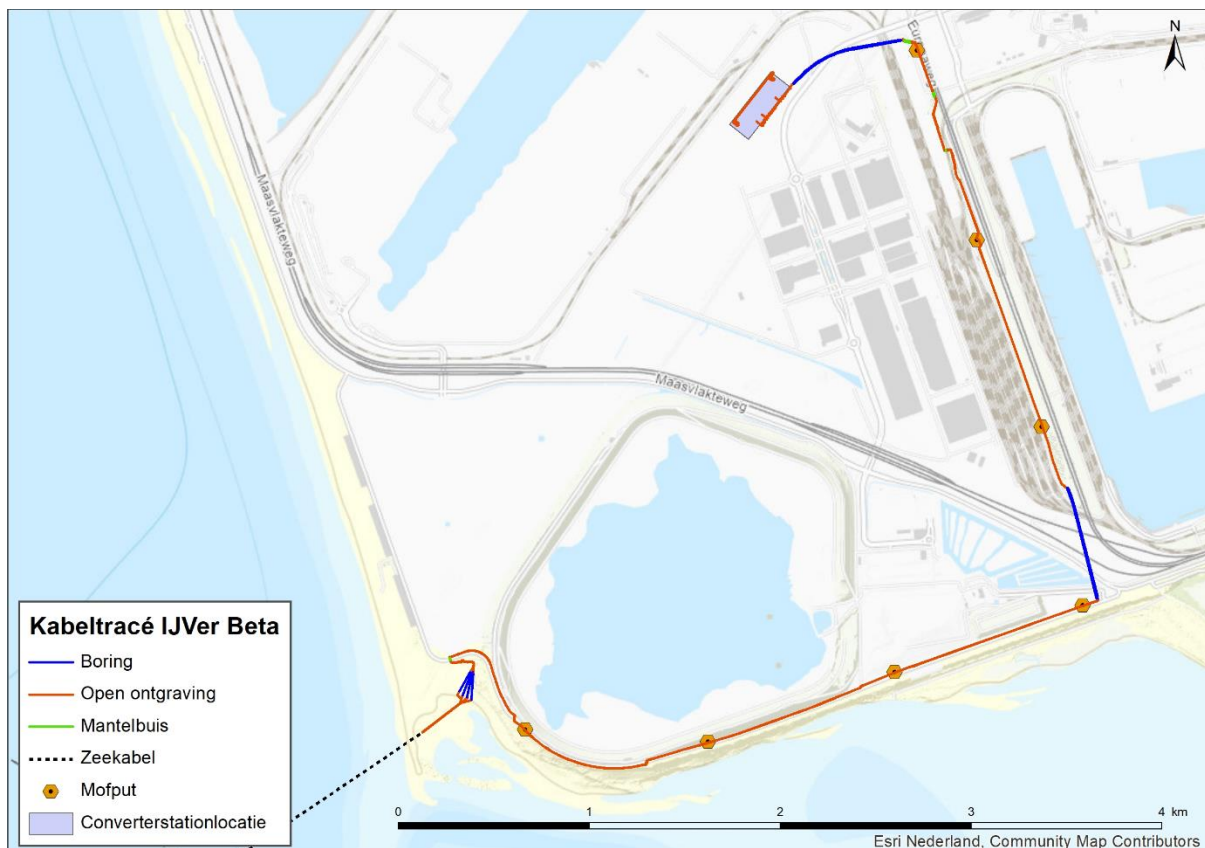 N
Europaweg
Maasvlakteweg
Maasvlakteweg
Kabeltracé IJVer Beta
Boring
Open ontgraving
Mantelbuis
Zeekabel
Mofput
Converterstationlocatie
0 1 2 3 4 km
Esri Nederland, Community Map Contributors